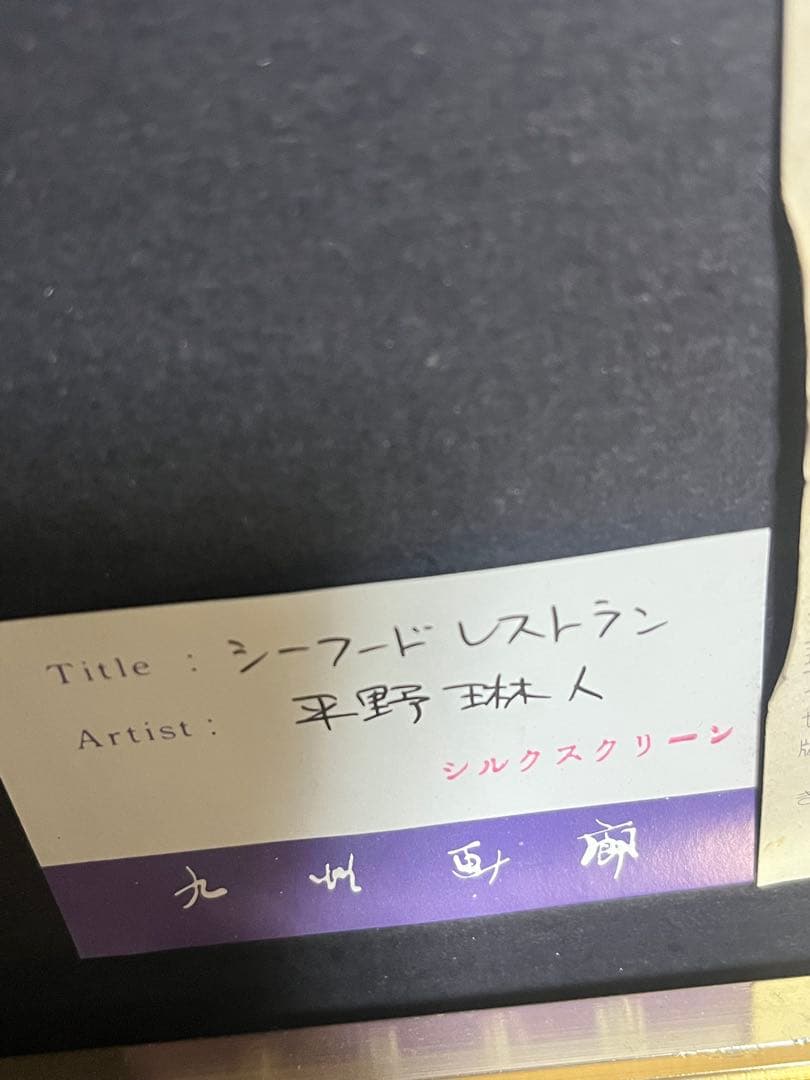 Title : シーフード レストラン
Artist : 平野 琳人
シルクスクリーン
九州画廊
版